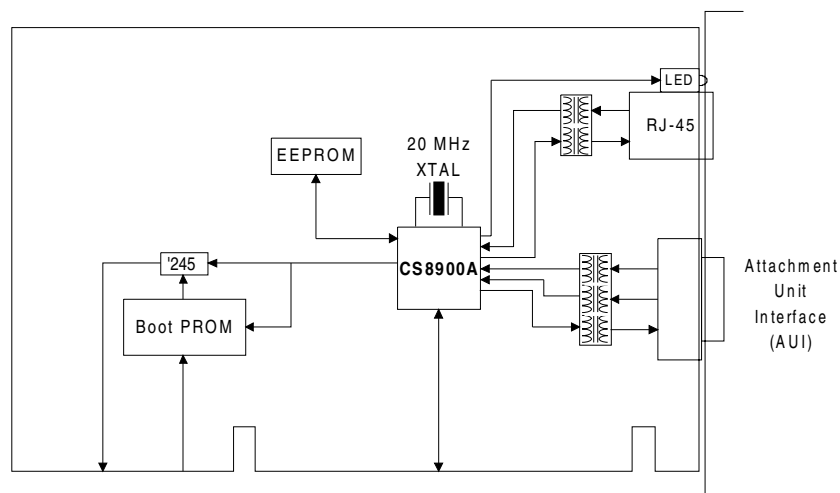 LED
RJ-45
20 MHz
XTAL
EEPROM
CS8900A
'245
Boot PROM
Attachment
Unit
Interface
(AUI)